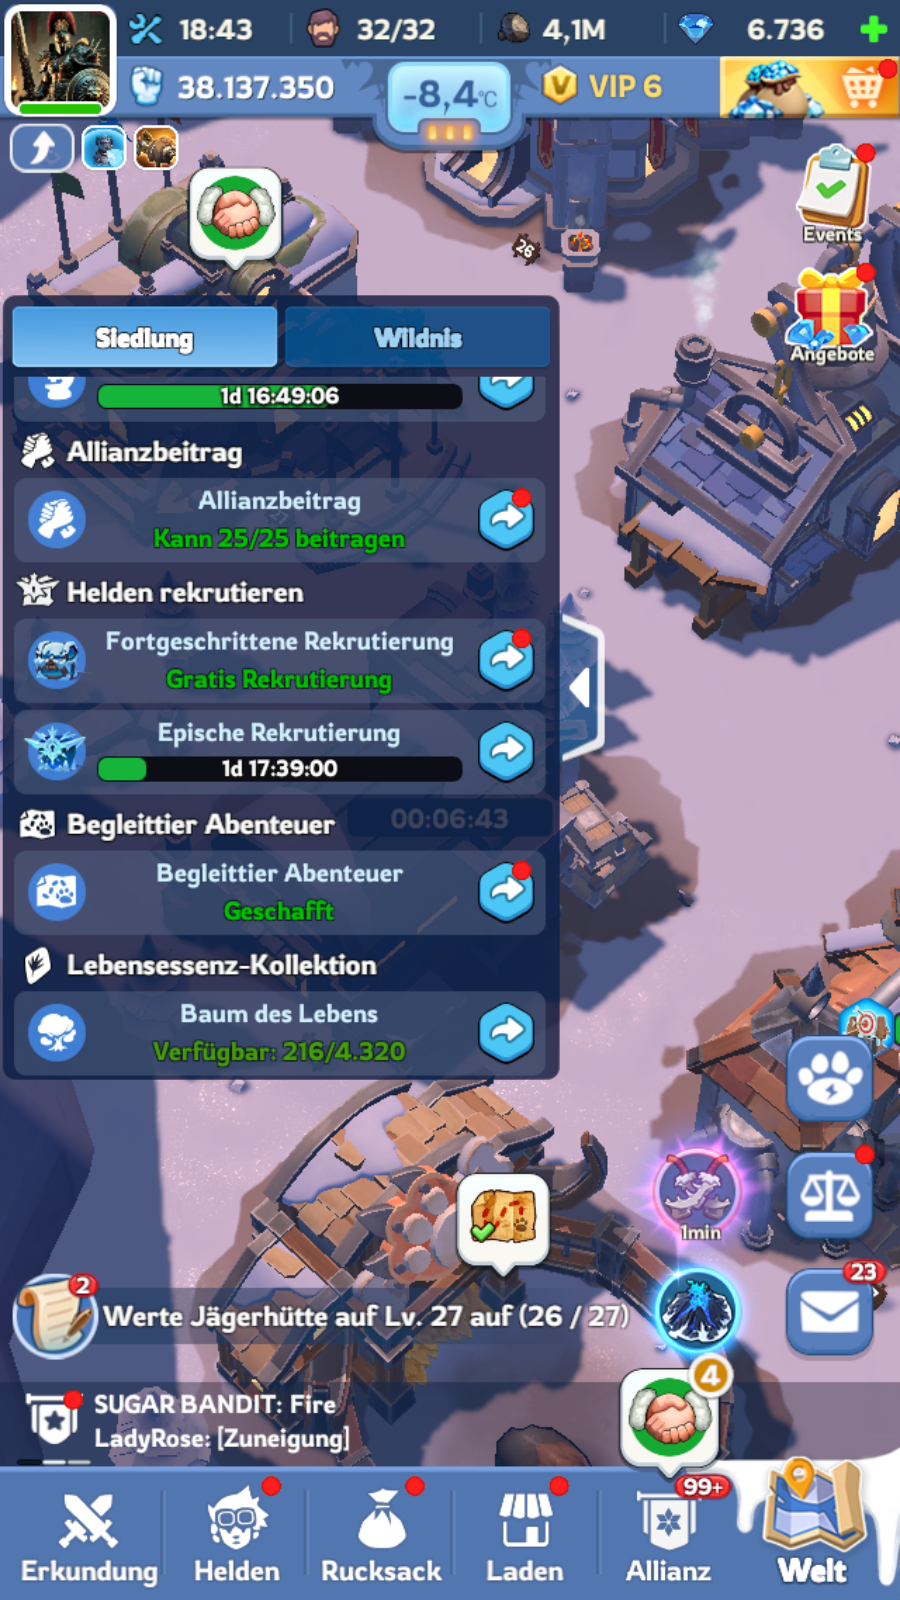 18:43
32/32
4,1M
6.736
38.137.350
-8,4°C
VIP 6
26
Events
Angebote
Siedlung
Wildnis
1d 16:49:06
Allianzbeitrag
Allianzbeitrag
Kann 25/25 beitragen
Helden rekrutieren
Fortgeschrittene Rekrutierung
Gratis Rekrutierung
Epische Rekrutierung
1d 17:39:00
Begleittier Abenteuer
00:06:43
Begleittier Abenteuer
Geschafft
Lebensessenz-Kollektion
Baum des Lebens
Verfügbar: 216/4.320
1min
2
Werte Jägerhütte auf Lv. 27 auf (26 / 27)
23
4
SUGAR BANDIT: Fire
LadyRose: [Zuneigung]
99+
Erkundung
Helden
Rucksack
Laden
Allianz
Welt